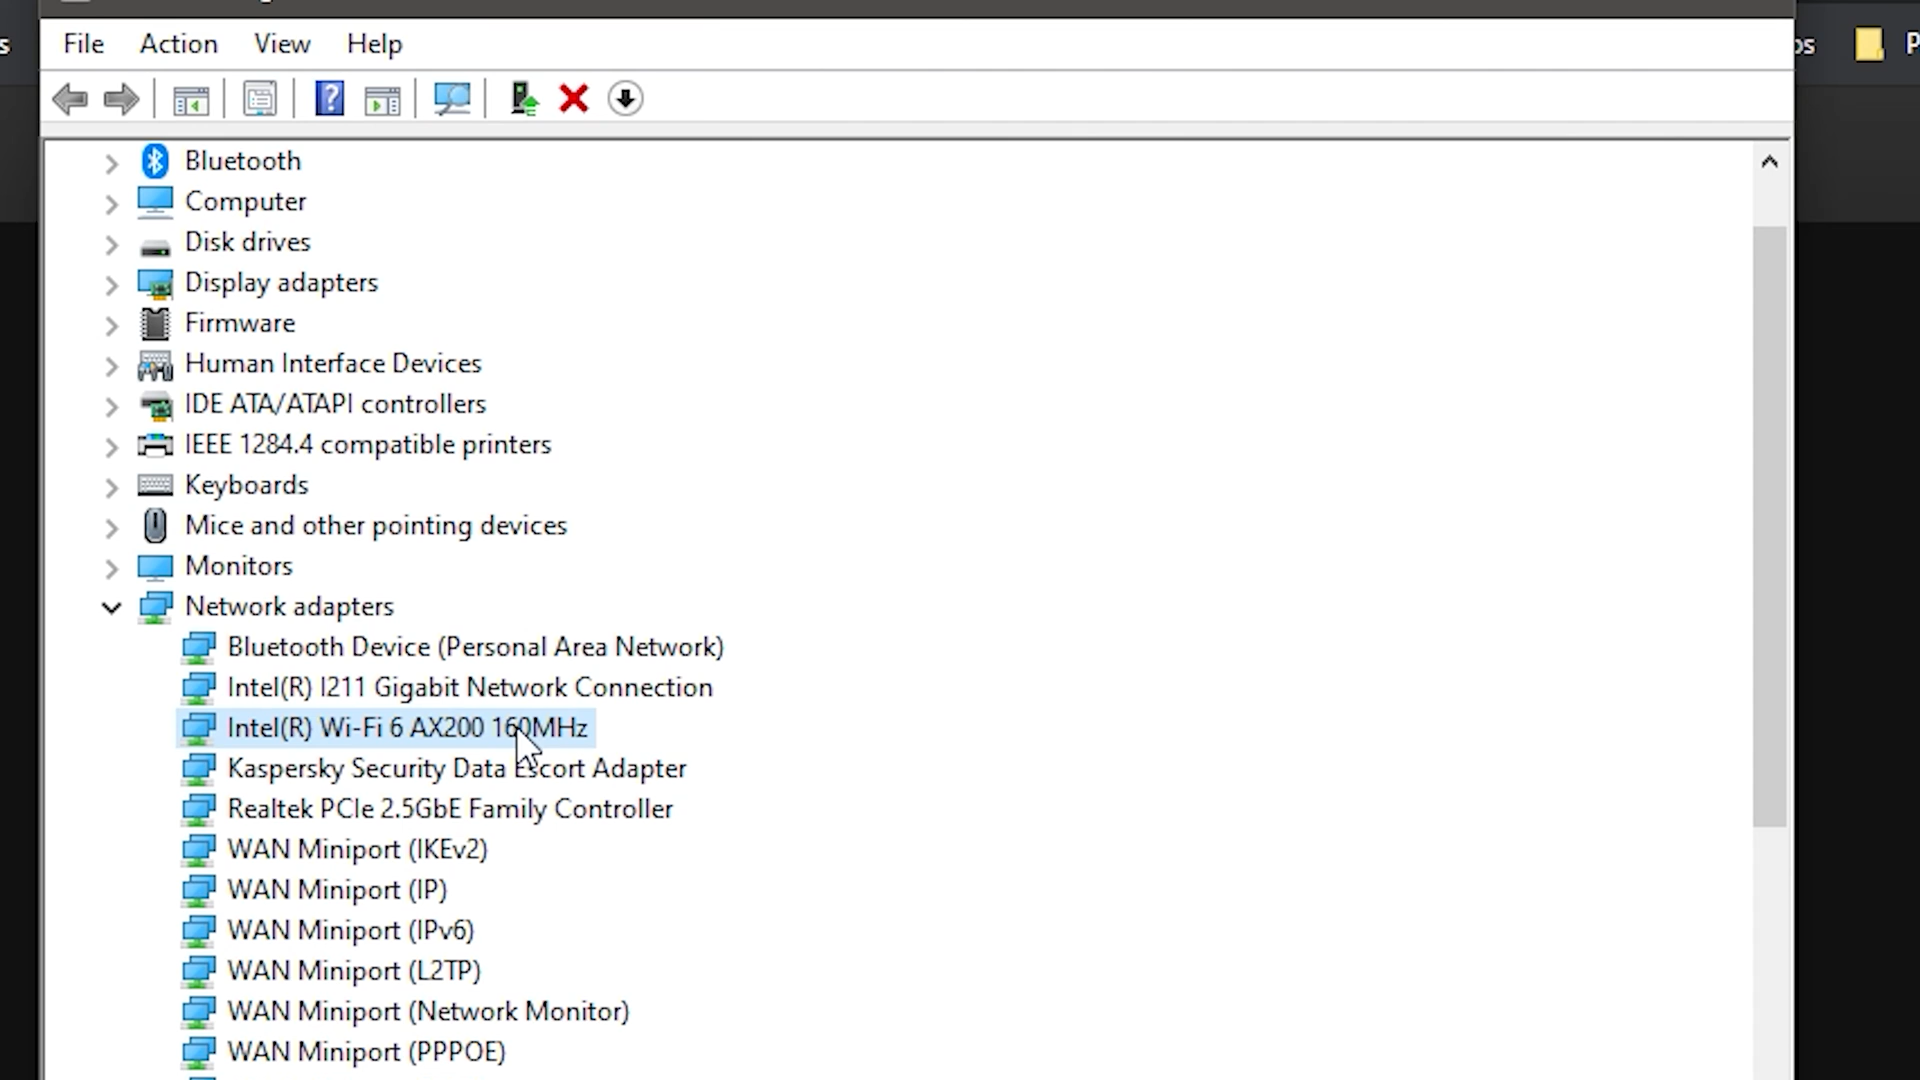 File Action View Help
Bluetooth
Computer
Disk drives
Display adapters
Firmware
Human Interface Devices
IDE ATA/ATAPI controllers
IEEE 1284.4 compatible printers
Keyboards
Mice and other pointing devices
Monitors
Network adapters
Bluetooth Device (Personal Area Network)
Intel(R) I211 Gigabit Network Connection
Intel(R) Wi-Fi 6 AX200 160MHz
Kaspersky Security Data Escort Adapter
Realtek PCIe 2.5GbE Family Controller
WAN Miniport (IKEv2)
WAN Miniport (IP)
WAN Miniport (IPv6)
WAN Miniport (L2TP)
WAN Miniport (Network Monitor)
WAN Miniport (PPPOE)